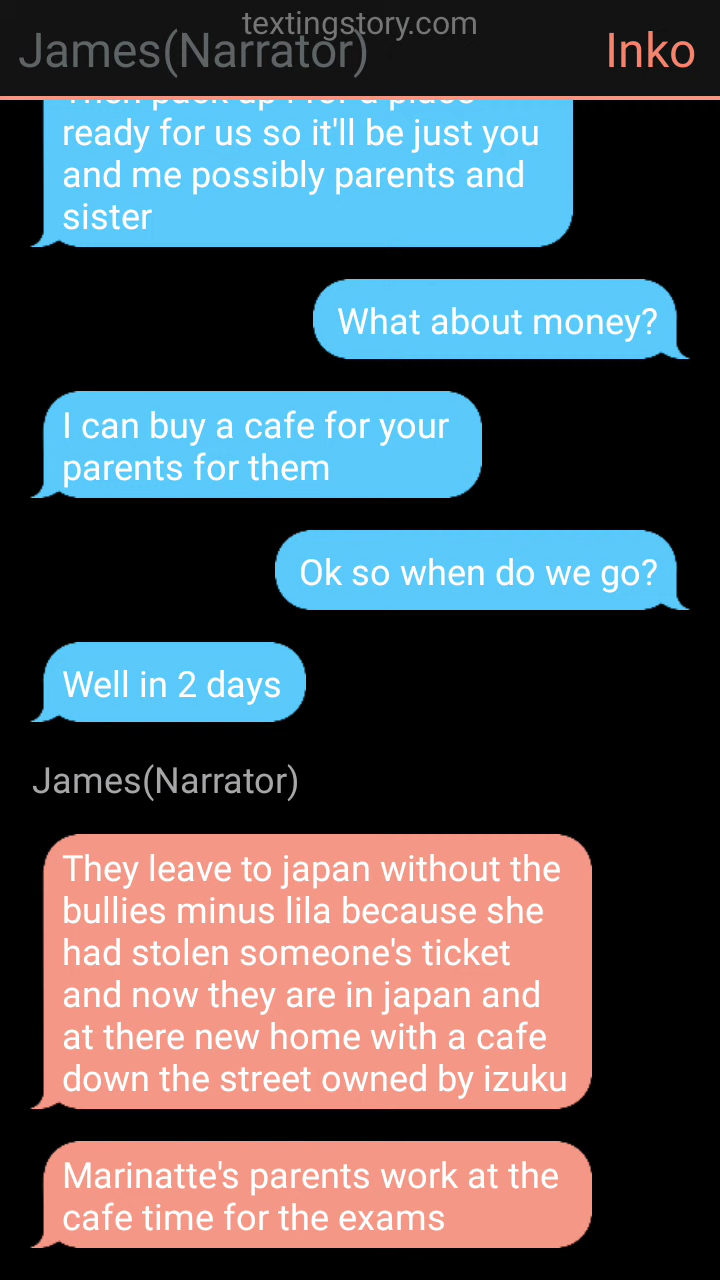 textingstory.com
James(Narrator)
Inko
ready for us so it'll be just you
and me possibly parents and
sister
What about money?
I can buy a cafe for your
parents for them
Ok so when do we go?
Well in 2 days
James(Narrator)
They leave to japan without the
bullies minus lila because she
had stolen someone's ticket
and now they are in japan and
at there new home with a cafe
down the street owned by izuku
Marinatte's parents work at the
cafe time for the exams